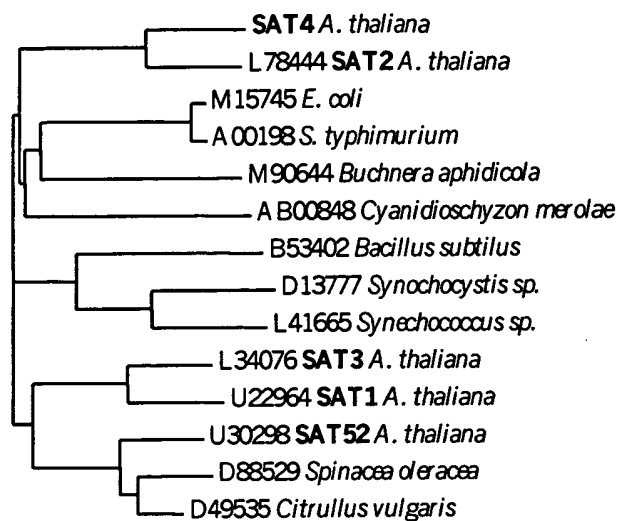 SAT4 A. thaliana
L78444 SAT2 A. thaliana
M15745 E. coli
A00198 S. typhimurium
M90644 Buchnera aphidicola
AB00848 Cyanidioschyzon merolae
B53402 Bacillus subtilus
D13777 Synochocystis sp.
L41665 Synechococcus sp.
L34076 SAT3 A. thaliana
U22964 SAT1 A. thaliana
U30298 SAT52 A. thaliana
D88529 Spinacea oleracea
D49535 Citrullus vulgaris